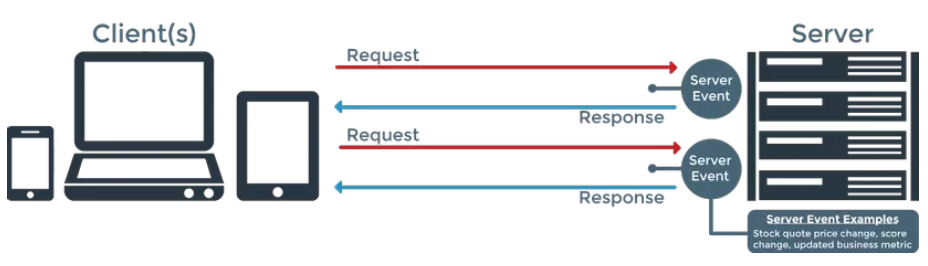 Client(s)
Server
Request
Server
Event
Response
Request
Server
Event
Response
Server Event Examples
Stock quote price change, score
change, updated business metric